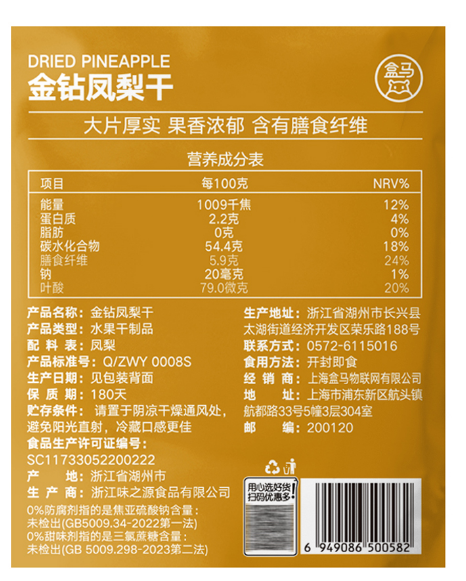 DRIED PINEAPPLE
金钻凤梨干
盒马
大片厚实 果香浓郁 含有膳食纤维
营养成分表
项目 每100克 NRV%
能量 1009千焦 12%
蛋白质 2.2克 4%
脂肪 0克 0%
碳水化合物 54.4克 18%
膳食纤维 5.9克 24%
钠 20毫克 1%
叶酸 79.0微克 20%
产品名称：金钻凤梨干
产品类型：水果干制品
配料表：凤梨
产品标准号：Q/ZWY 0008S
生产日期：见包装背面
保质期：180天
贮存条件：请置于阴凉干燥通风处，
避免阳光直射，冷藏口感更佳
食品生产许可证编号：
SC11733052200222
产地：浙江省湖州市
生产商：浙江味之源食品有限公司
0%防腐剂指的是焦亚硫酸钠含量：
未检出(GB5009.34-2022第一法)
0%甜味剂指的是三氯蔗糖含量：
未检出(GB 5009.298-2023第二法)
生产地址：浙江省湖州市长兴县
太湖街道经济开发区荣乐路188号
联系方式：0572-6115016
食用方法：开封即食
经销商：上海盒马物联网有限公司
地址：上海市浦东新区航头镇
航都路33号5幢3层304室
邮编：200120
用心选好货
扫码优惠多！
6 949086 500582